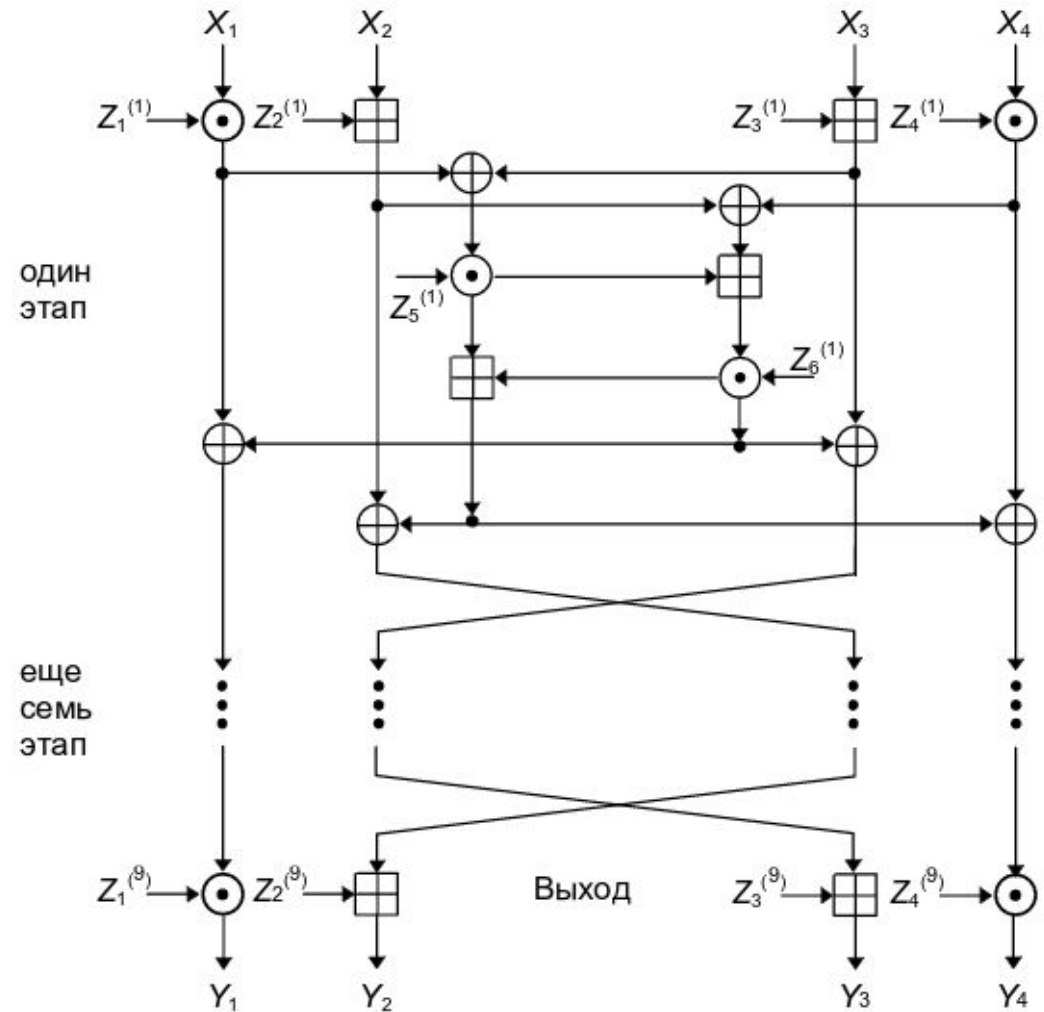 X₁ X₂ X₃ X₄
Z₁⁽¹⁾ Z2⁽¹⁾ Z₃⁽¹⁾ Z₄⁽¹⁾
один
этап
Z₅⁽¹⁾
Z₆⁽¹⁾
еще
семь
этап
Z₁⁽⁹⁾ Z2⁽⁹⁾ Выход Z₃⁽⁹⁾ Z₄⁽⁹⁾
Y₁ Y₂ Y3 Y4